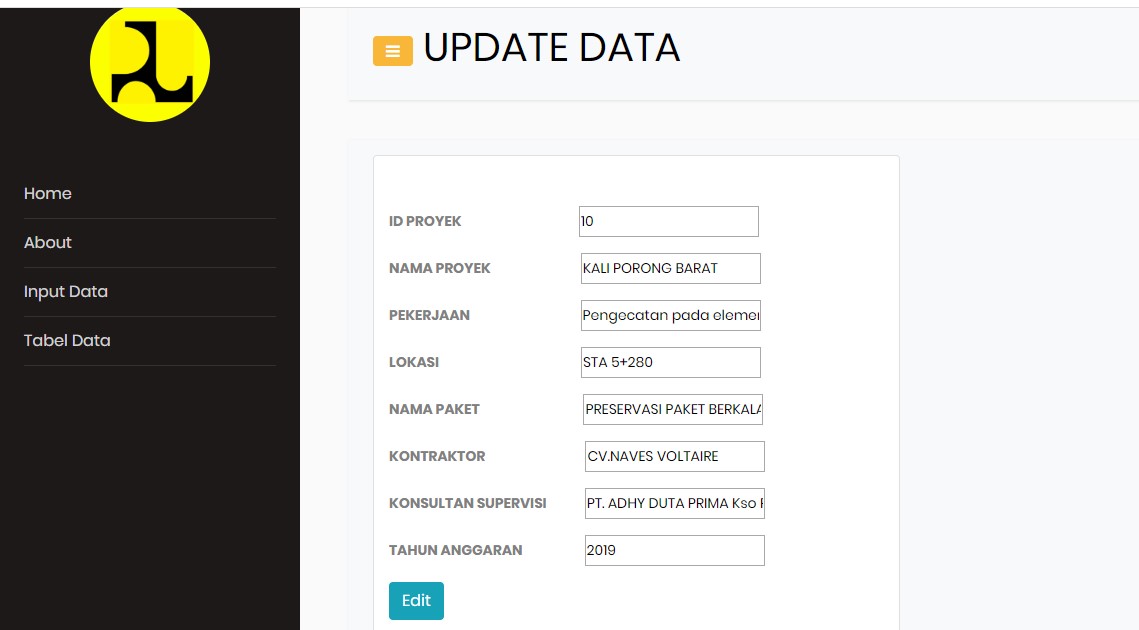 UPDATE DATA
Home
About
Input Data
Tabel Data
ID PROYEK 10
NAMA PROYEK KALI PORONG BARAT
PEKERJAAN Pengecatan pada
LOKASI STA 5+280
NAMA PAKET PRESERVASI PAKET BERKALA
KONTRAKTOR CV.NAVES VOLTAIRE
KONSULTAN SUPERVISI PT. ADHY DUTA PRIMA Kso
TAHUN ANGGARAN 2019
Edit